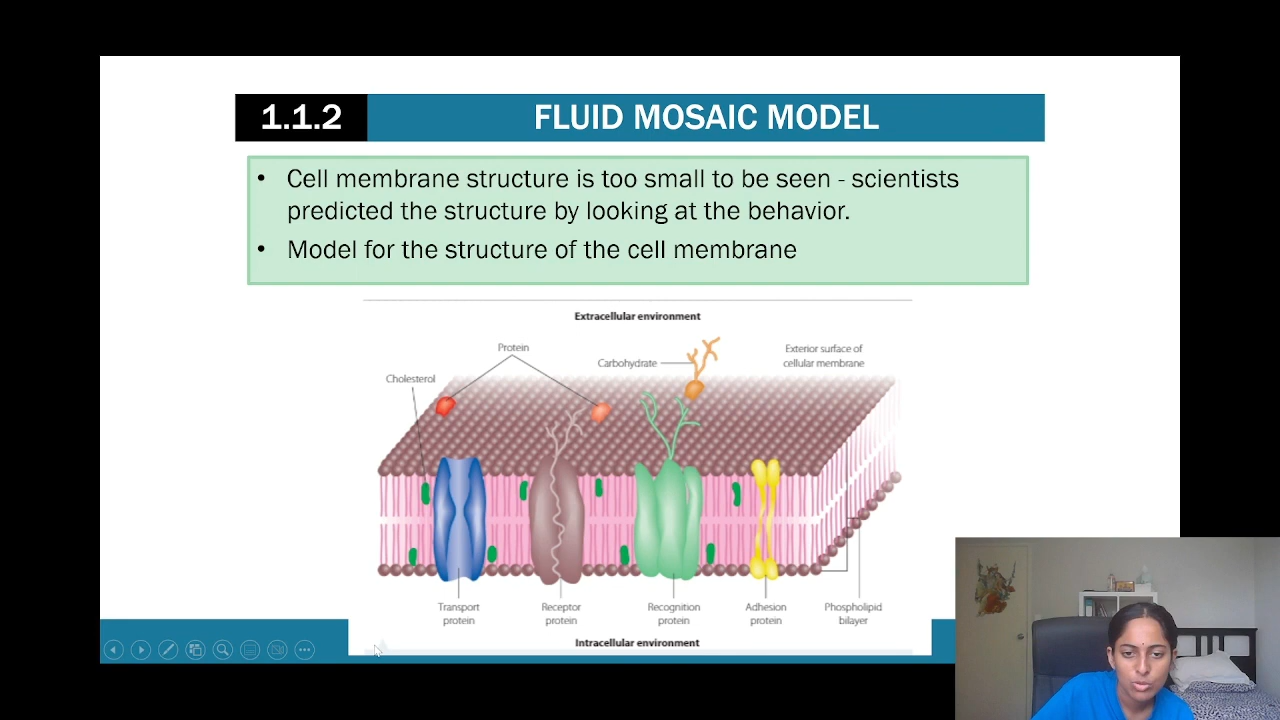 1.1.2
FLUID MOSAIC MODEL
• Cell membrane structure is too small to be seen - scientists
predicted the structure by looking at the behavior.
• Model for the structure of the cell membrane
Extracellular environment
Protein
Carbohydrate
Exterior surface of
cellular membrane
Cholesterol
Transport
protein
Receptor
protein
Recognition
protein
Adhesion
protein
Phospholipid
bilayer
Intracellular environment